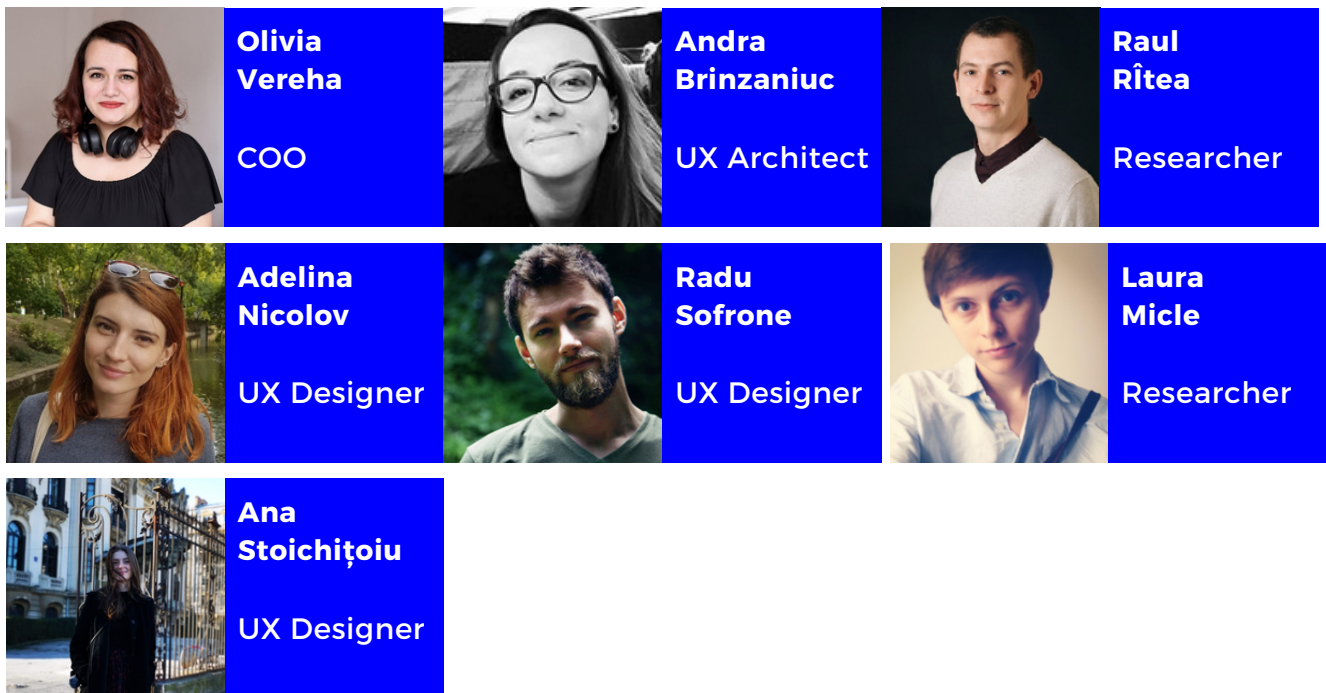 Olivia
Vereha
COO
Andra
Brinzaniuc
UX Architect
Raul
RÎtea
Researcher
Adelina
Nicolov
UX Designer
Radu
Sofrone
UX Designer
Laura
Micle
Researcher
Ana
Stoichițoiu
UX Designer